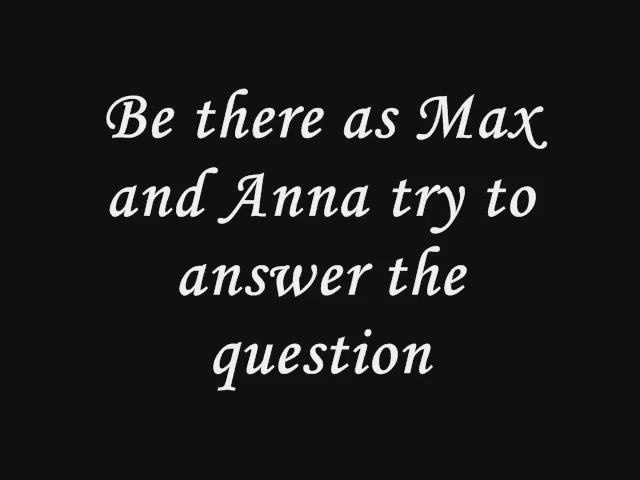 Be there as Max
and Anna try to
answer the
question